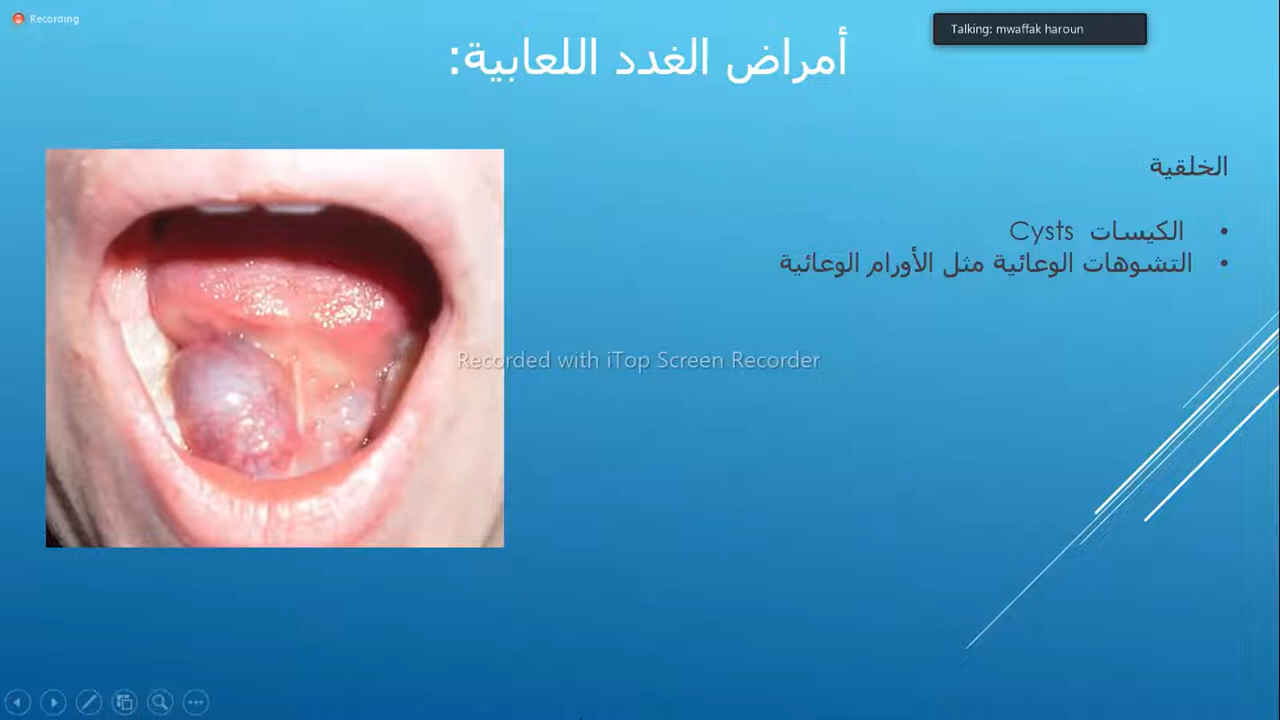 Recording
Talking: mwaffak haroun
أمراض الغدد اللعابية:
الخلقية
• الكيسات Cysts
• التشوهات الوعائية مثل الأورام الوعائية
Recorded with iTop Screen Recorder